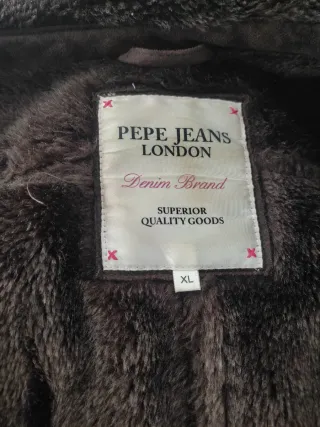 PEPE JEANS
LONDON
Denim Brand
SUPERIOR
QUALITY GOODS
XL